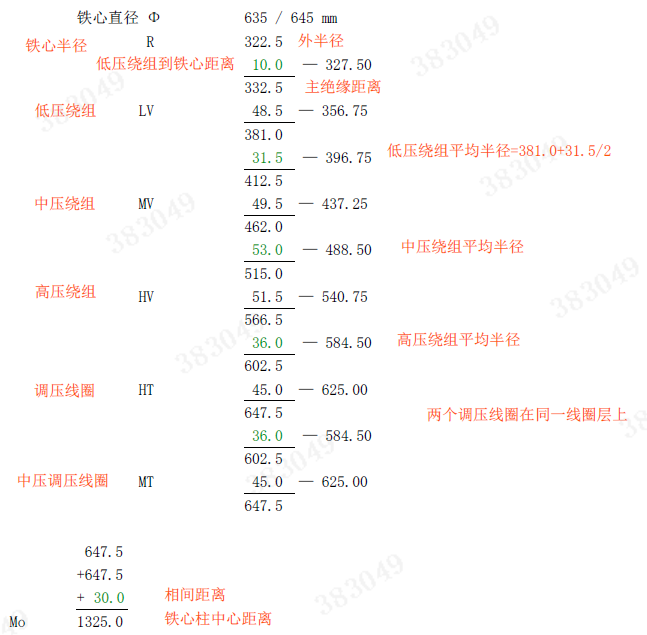 铁心直径 Φ 635 / 645 mm
铁心半径 R 322.5 外半径
低压绕组到铁心距离 10.0 — 327.50
332.5 主绝缘距离
低压绕组 LV 48.5 — 356.75
381.0
31.5 — 396.75 低压绕组平均半径=381.0+31.5/2
412.5
中压绕组 MV 49.5 — 437.25
462.0
53.0 — 488.50 中压绕组平均半径
515.0
高压绕组 HV 51.5 — 540.75
566.5
36.0 — 584.50 高压绕组平均半径
602.5
调压线圈 HT 45.0 — 625.00
647.5 两个调压线圈在同一线圈层上
36.0 — 584.50
602.5
中压调压线圈 MT 45.0 — 625.00
647.5
647.5
+647.5
+ 30.0 相间距离
Mo 1325.0 铁心柱中心距离
383049
383049
383049
383049
383049
383049
383049
383049